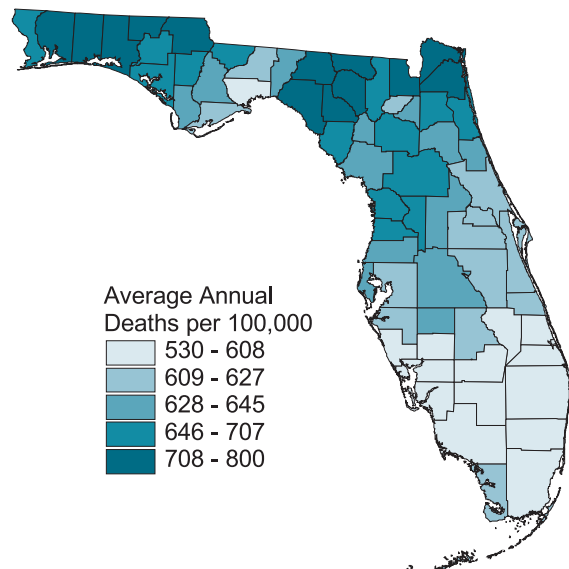 Average Annual
Deaths per 100,000
530 - 608
609 - 627
628 - 645
646 - 707
708 - 800